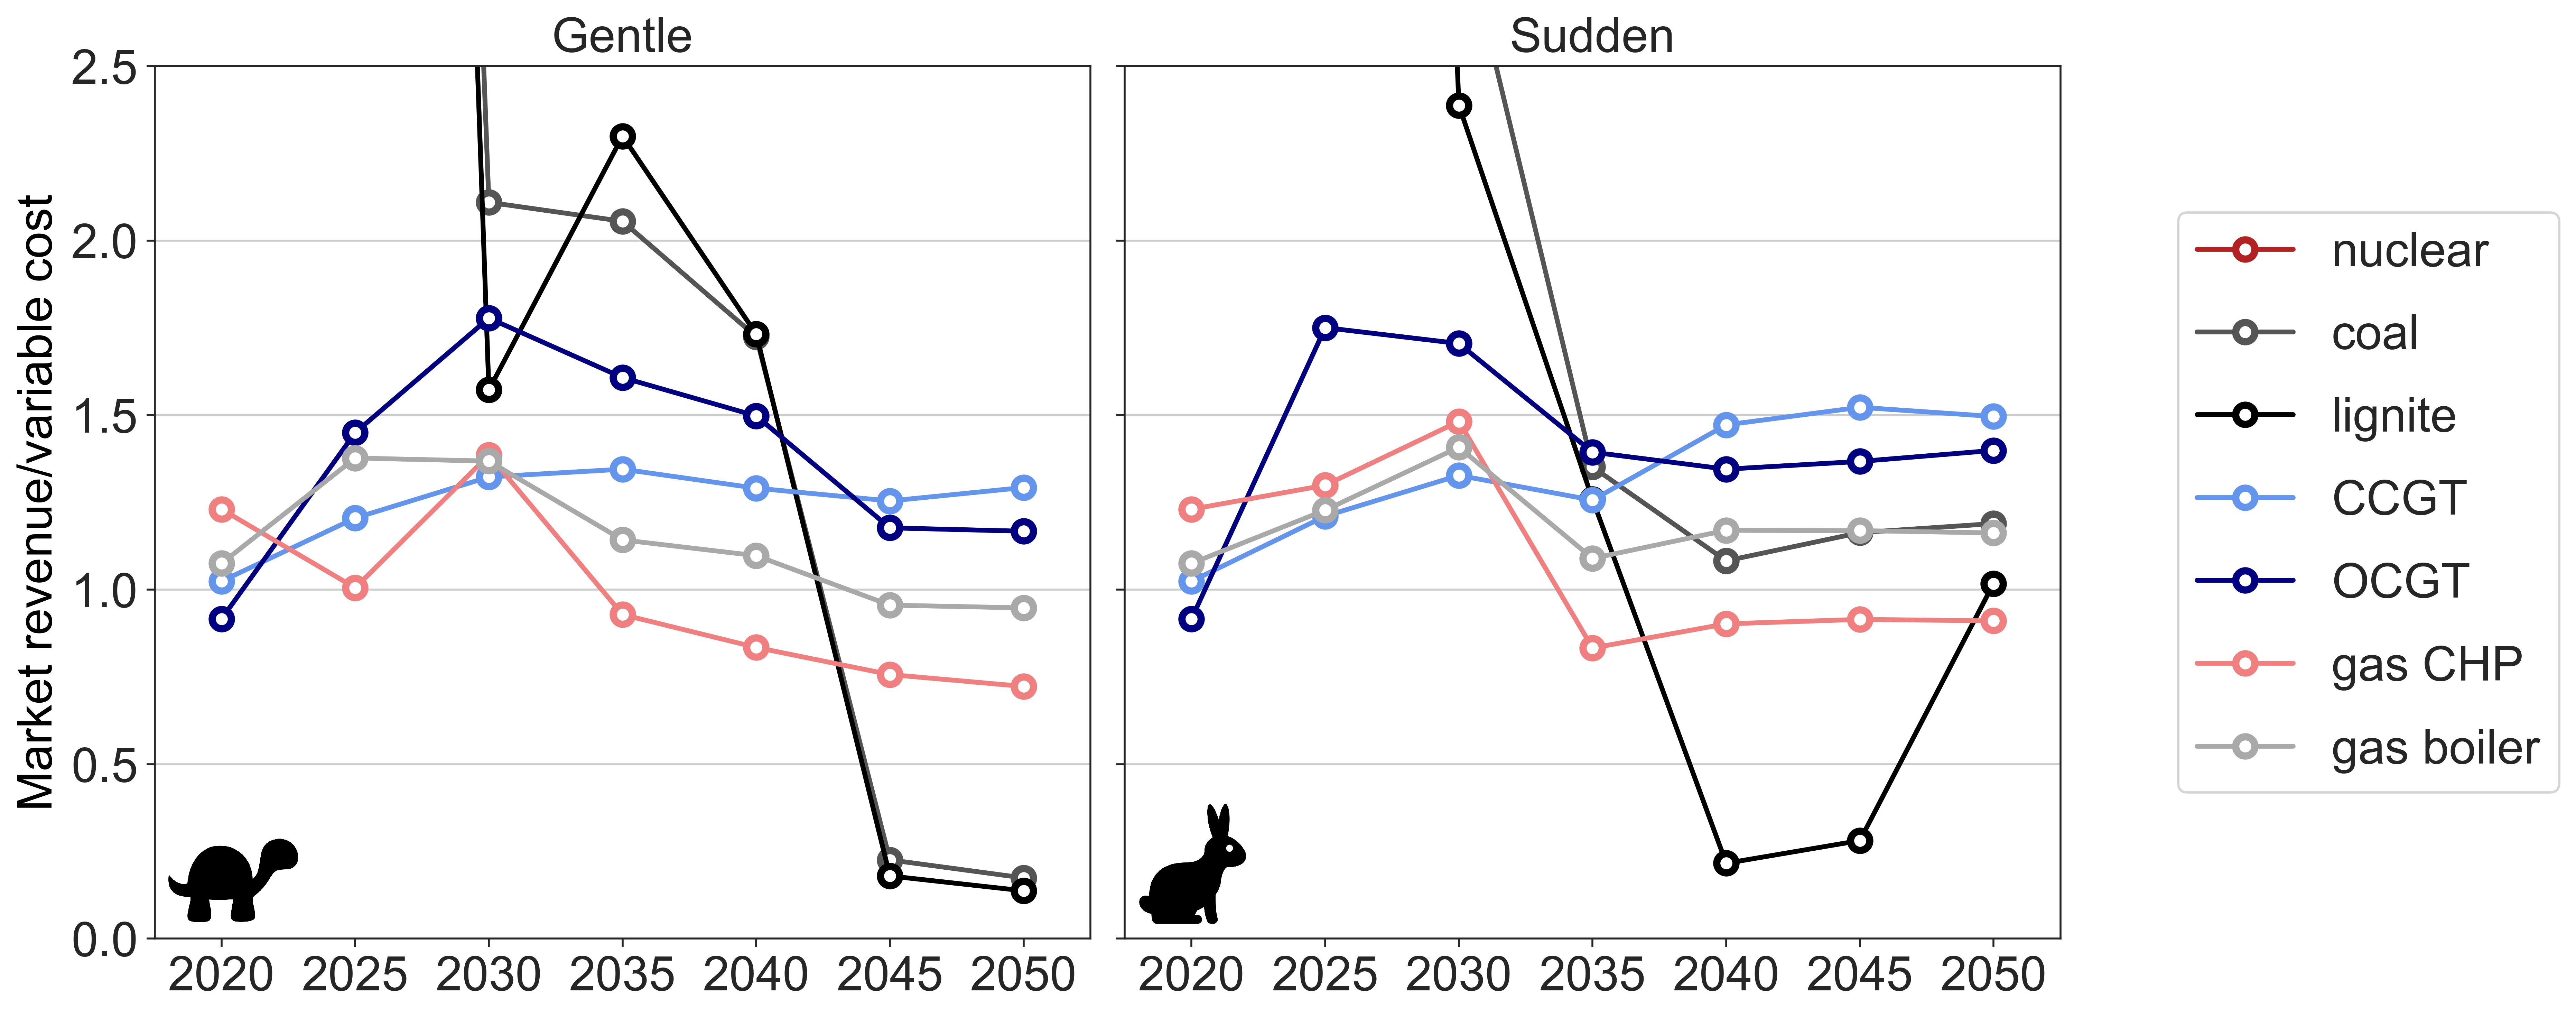 Gentle
Sudden
Market revenue/variable cost
2.5
2.0
1.5
1.0
0.5
0.0
2020 2025 2030 2035 2040 2045 2050
2020 2025 2030 2035 2040 2045 2050
nuclear
coal
lignite
CCGT
OCGT
gas CHP
gas boiler